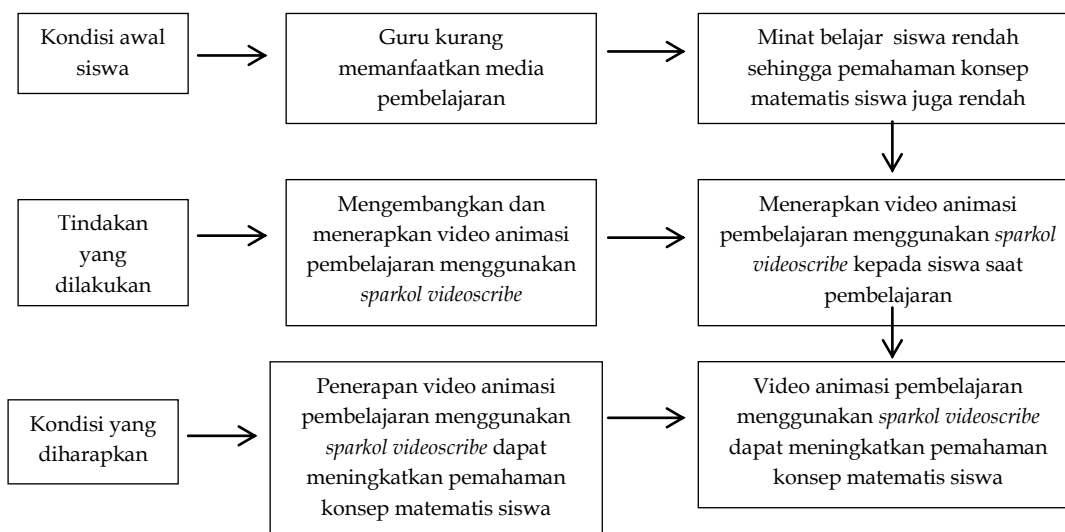 Kondisi awal
siswa
Guru kurang
memanfaatkan media
pembelajaran
Minat belajar siswa rendah
sehingga pemahaman konsep
matematis siswa juga rendah
Tindakan
yang
dilakukan
Mengembangkan dan
menerapkan video animasi
pembelajaran menggunakan
sparkol videoscribe
Menerapkan video animasi
pembelajaran menggunakan sparkol
videoscribe kepada siswa saat
pembelajaran
Kondisi yang
diharapkan
Penerapan video animasi
pembelajaran menggunakan
sparkol videoscribe dapat
meningkatkan pemahaman
konsep matematis siswa
Video animasi pembelajaran
menggunakan sparkol videoscribe
dapat meningkatkan pemahaman
konsep matematis siswa